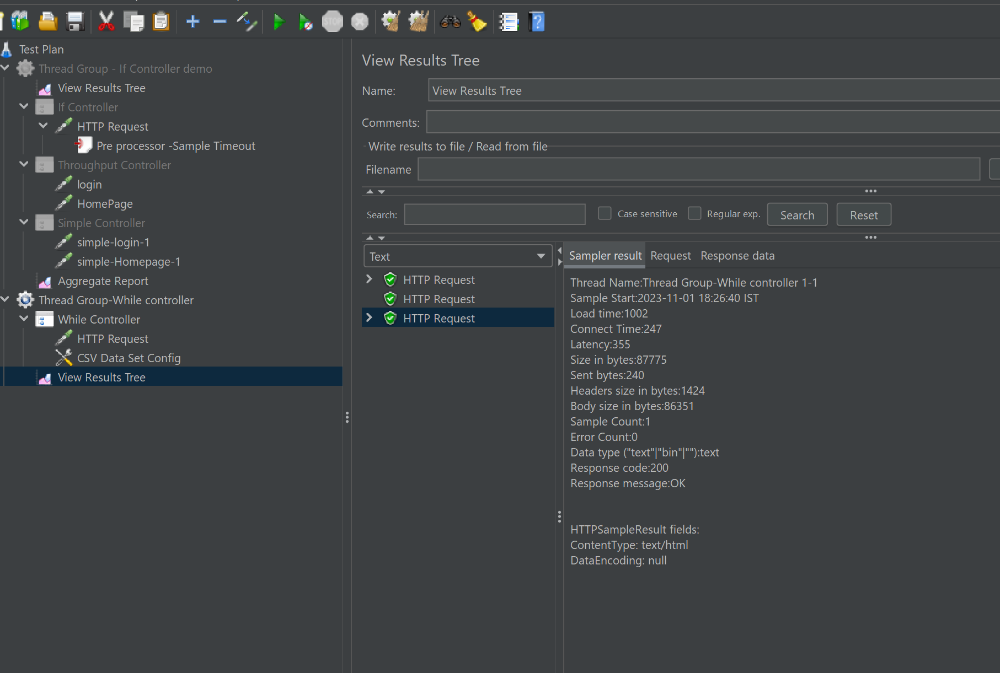 STOP
Test Plan
Thread Group - If Controller demo
View Results Tree
If Controller
HTTP Request
Pre processor -Sample Timeout
Throughput Controller
login
HomePage
Simple Controller
simple-login-1
simple-Homepage-1
Aggregate Report
Thread Group-While controller
While Controller
HTTP Request
CSV Data Set Config
View Results Tree
View Results Tree
Name: View Results Tree
Comments:
Write results to file / Read from file
Filename
Search: Case sensitive Regular exp. Search Reset
Text
HTTP Request
HTTP Request
HTTP Request
Sampler result Request Response data
Thread Name:Thread Group-While controller 1-1
Sample Start:2023-11-01 18:26:40 IST
Load time:1002
Connect Time:247
Latency:355
Size in bytes:87775
Sent bytes:240
Headers size in bytes:1424
Body size in bytes:86351
Sample Count:1
Error Count:0
Data type ("text"|"bin"|""):text
Response code:200
Response message:OK
HTTPSampleResult fields:
ContentType: text/html
DataEncoding: null